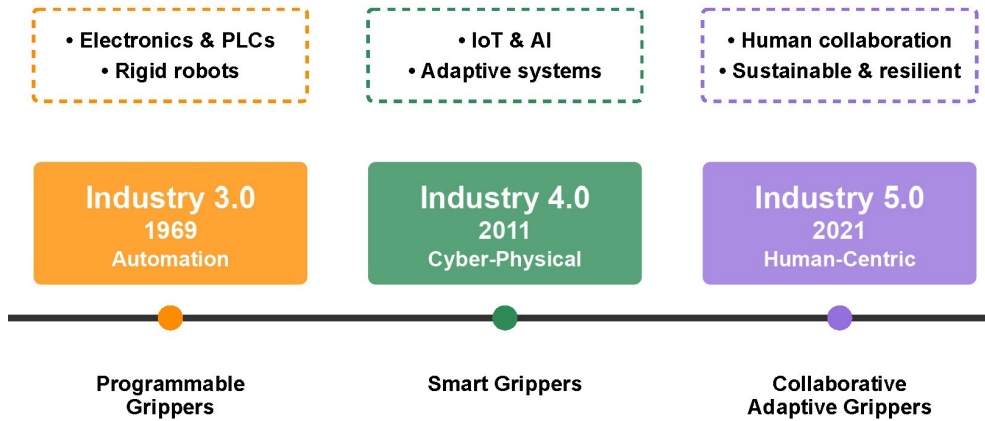 • Electronics & PLCs
• Rigid robots
• IoT & AI
• Adaptive systems
• Human collaboration
• Sustainable & resilient
Industry 3.0
1969
Automation
Industry 4.0
2011
Cyber-Physical
Industry 5.0
2021
Human-Centric
Programmable
Grippers
Smart Grippers
Collaborative
Adaptive Grippers